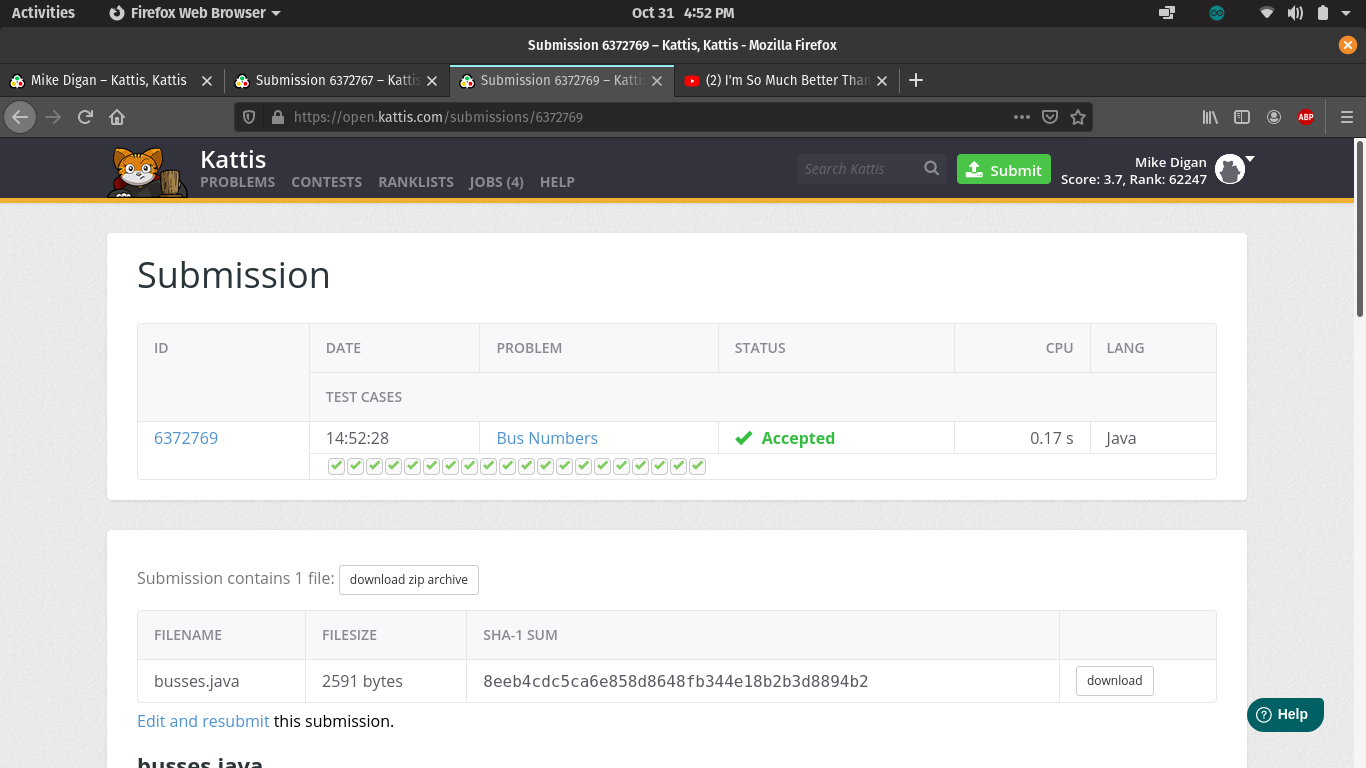 Activities Firefox Web Browser Oct 31 4:52 PM
Submission 6372769 – Kattis, Kattis - Mozilla Firefox
Mike Digan – Kattis, Kattis Submission 6372767 – Kattis Submission 6372769 – Kattis (2) I'm So Much Better Than
https://open.kattis.com/submissions/6372769 ABP
Kattis
PROBLEMS CONTESTS RANKLISTS JOBS (4) HELP
Search Kattis
Submit
Mike Digan
Score: 3.7, Rank: 62247
Submission
ID DATE PROBLEM STATUS CPU LANG
TEST CASES
6372769 14:52:28 Bus Numbers Accepted 0.17 s Java
Submission contains 1 file: download zip archive
FILENAME FILESIZE SHA-1 SUM
busses.java 2591 bytes 8eeb4cdc5ca6e858d8648fb344e18b2b3d8894b2 download
Edit and resubmit this submission.
Help
busses.java